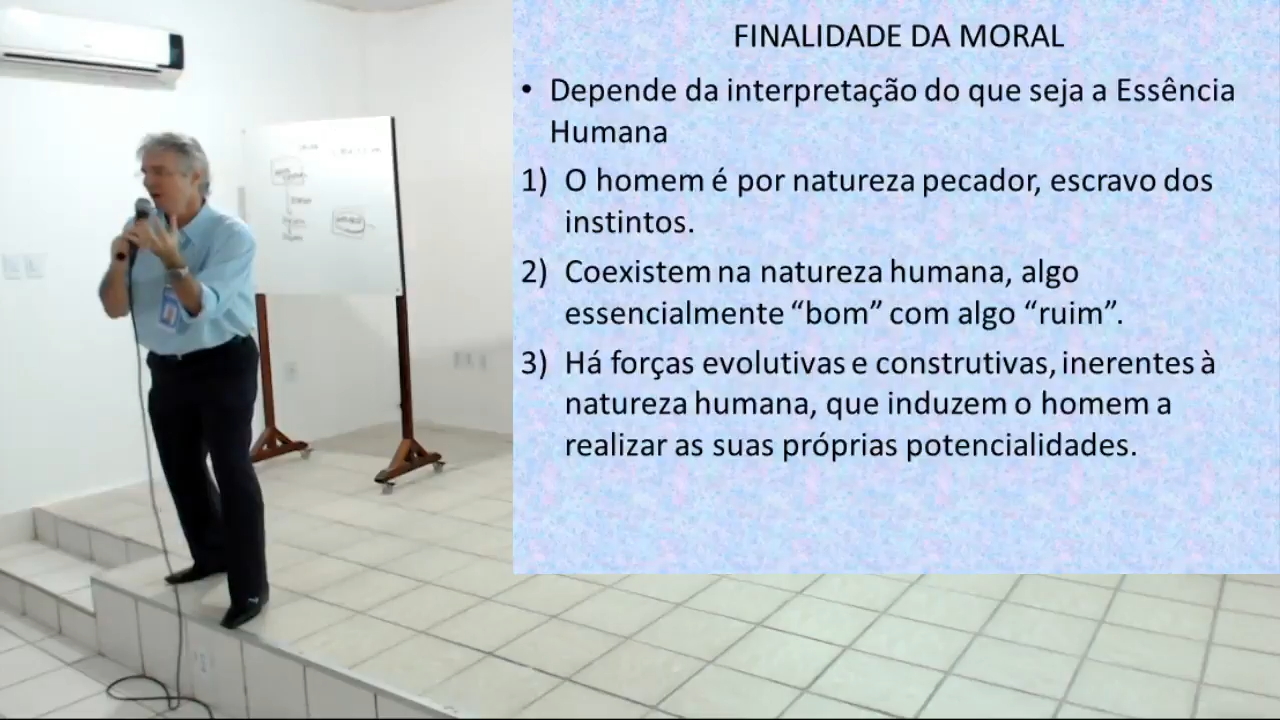 FINALIDADE DA MORAL
• Depende da interpretação do que seja a Essência
Humana
1) O homem é por natureza pecador, escravo dos
instintos.
2) Coexistem na natureza humana, algo
essencialmente “bom” com algo “ruim”.
3) Há forças evolutivas e construtivas, inerentes à
natureza humana, que induzem o homem a
realizar as suas próprias potencialidades.